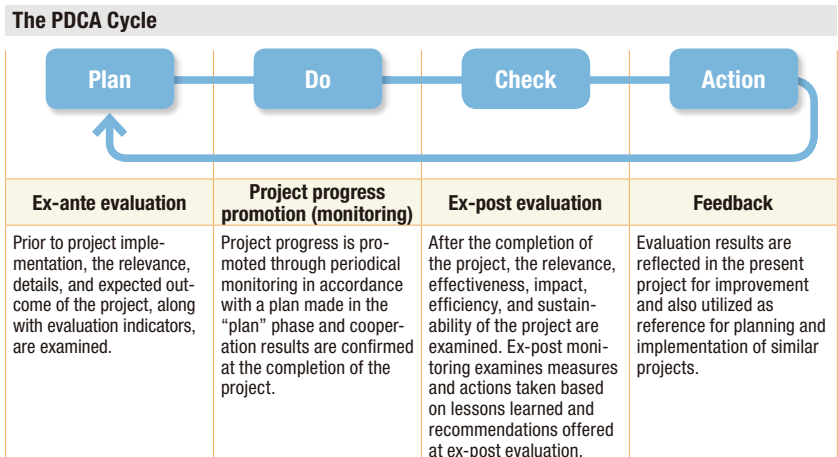 The PDCA Cycle
Plan
Do
Check
Action
Ex-ante evaluation
Project progress
promotion (monitoring)
Ex-post evaluation
Feedback
Prior to project imple-
mentation, the relevance,
details, and expected out-
come of the project, along
with evaluation indicators,
are examined.
Project progress is pro-
moted through periodical
monitoring in accordance
with a plan made in the
“plan” phase and cooper-
ation results are confirmed
at the completion of the
project.
After the completion of
the project, the relevance,
effectiveness, impact,
efficiency, and sustain-
ability of the project are
examined. Ex-post moni-
toring examines measures
and actions taken based
on lessons learned and
recommendations offered
at ex-post evaluation.
Evaluation results are
reflected in the present
project for improvement
and also utilized as
reference for planning and
implementation of similar
projects.